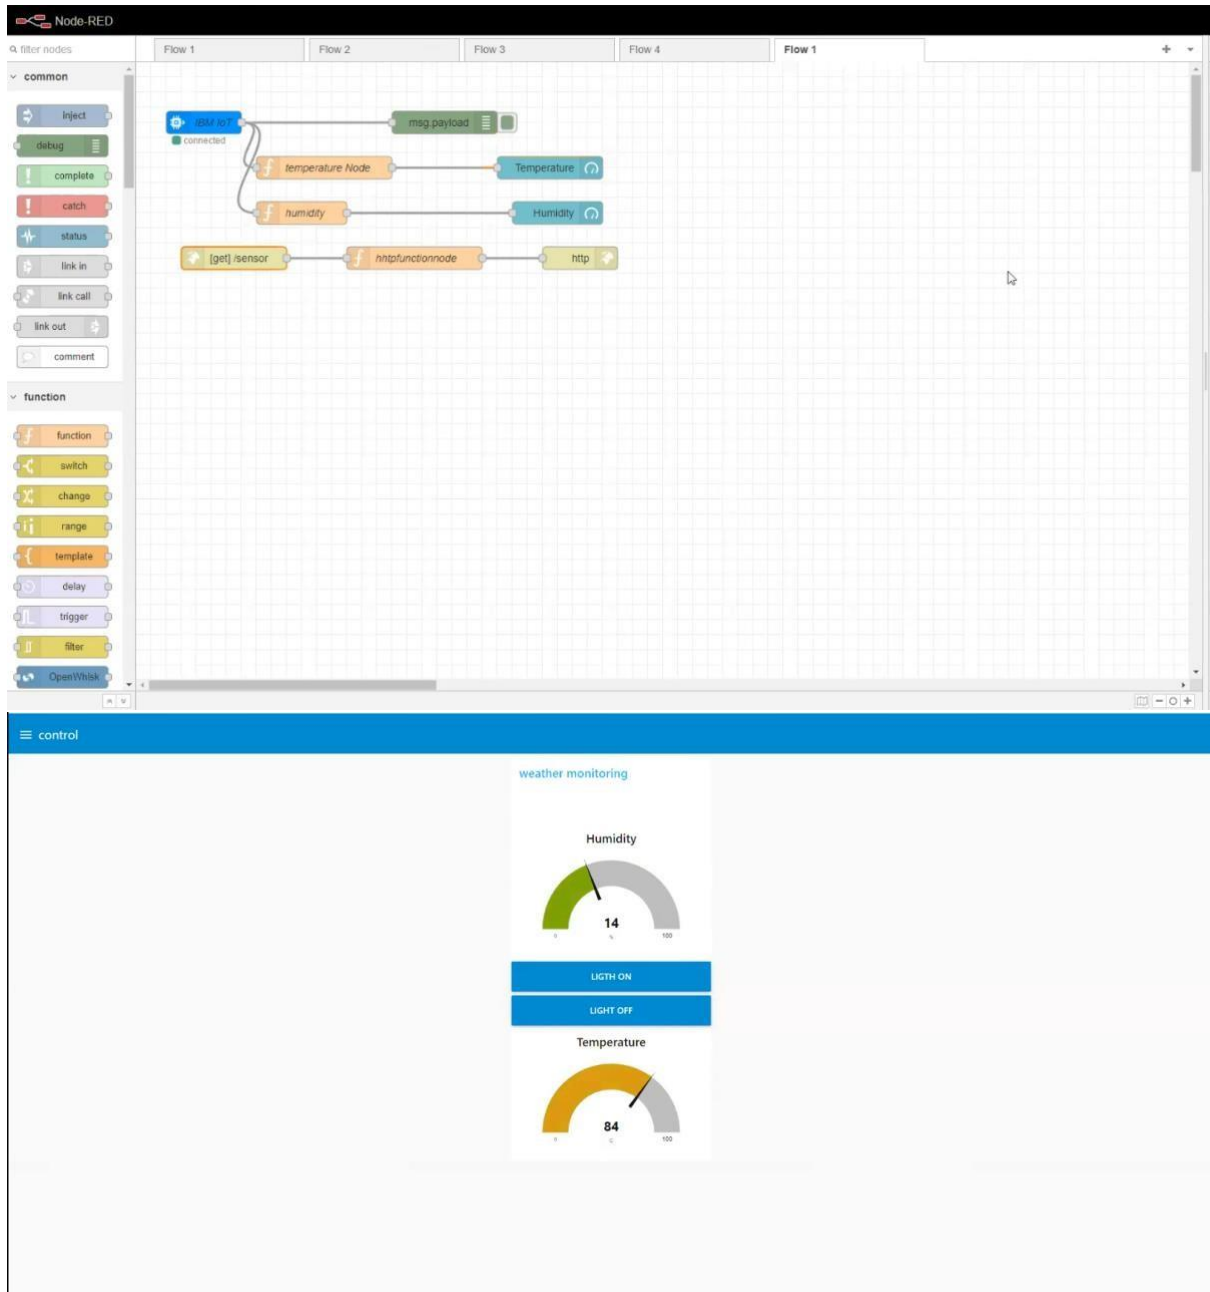 Node-RED
filter nodes
Flow 1
Flow 2
Flow 3
Flow 4
Flow 1
common
inject
debug
complete
catch
status
link in
link call
link out
comment
function
function
switch
change
range
template
delay
trigger
filter
OpenWhisk
IBM IoT
connected
msg.payload
temperature Node
Temperature
humidity
Humidity
[get] /sensor
hhtpfunctionnode
http
control
weather monitoring
Humidity
14
0
%
100
LIGTH ON
LIGHT OFF
Temperature
84
0
C
100